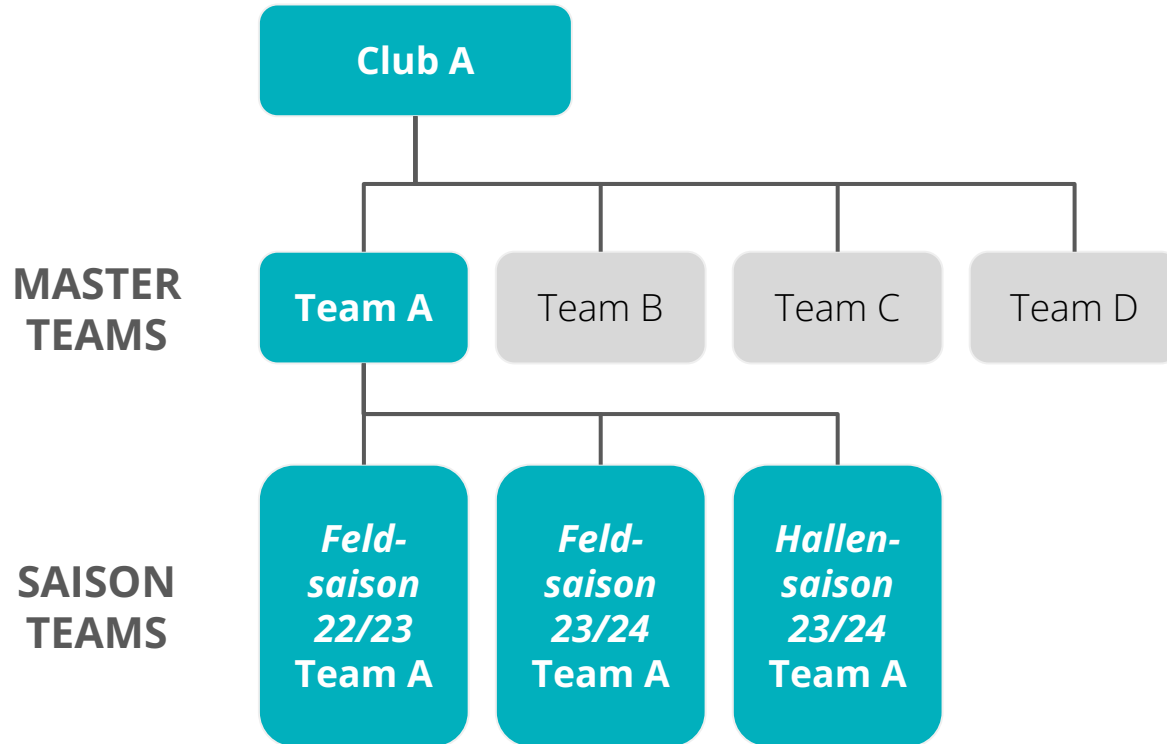 Club A
MASTER
TEAMS
Team A
Team B
Team C
Team D
SAISON
TEAMS
Feld-
saison
22/23
Team A
Feld-
saison
23/24
Team A
Hallen-
saison
23/24
Team A